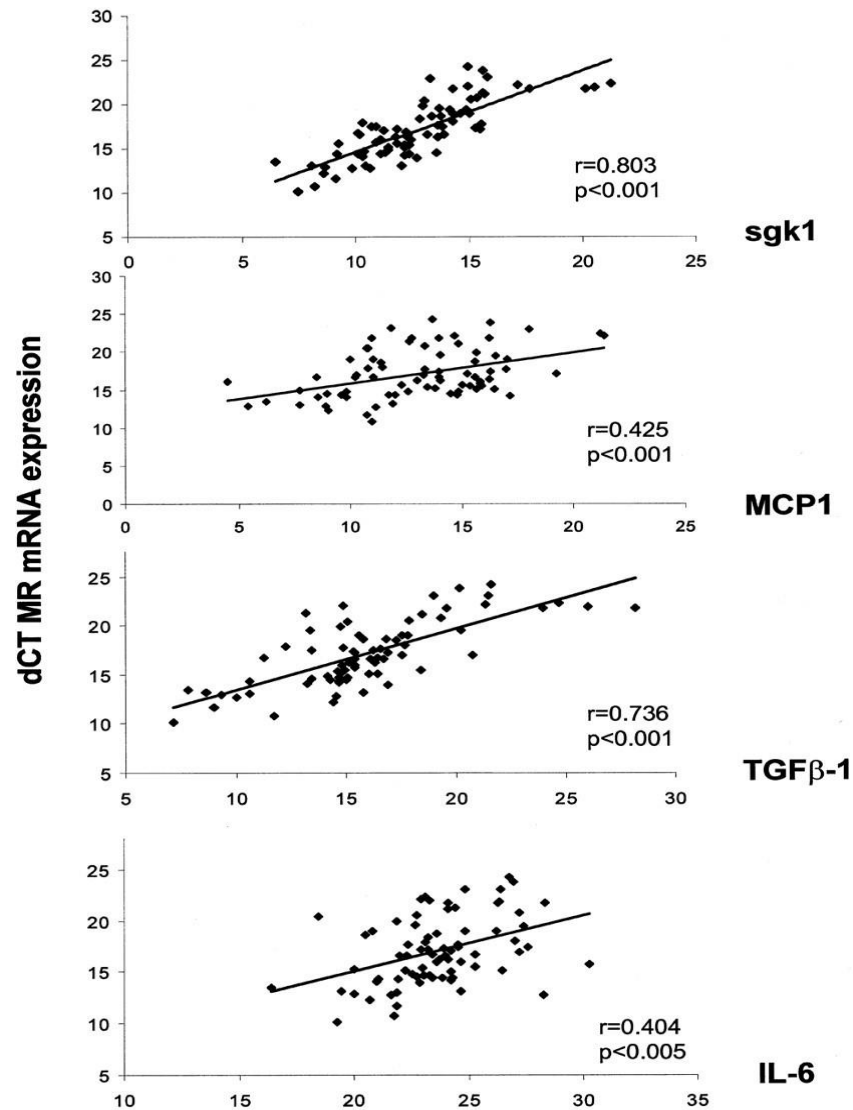 dCT MR mRNA expression
30
25
20
15
10
5
0 5 10 15 20 25
r=0.803
p<0.001
sgk1
30
25
20
15
10
5
0
0 5 10 15 20 25
r=0.425
p<0.001
MCP1
25
20
15
10
5
5 10 15 20 25 30
r=0.736
p<0.001
TGFβ-1
25
20
15
10
5
10 15 20 25 30 35
r=0.404
p<0.005
IL-6